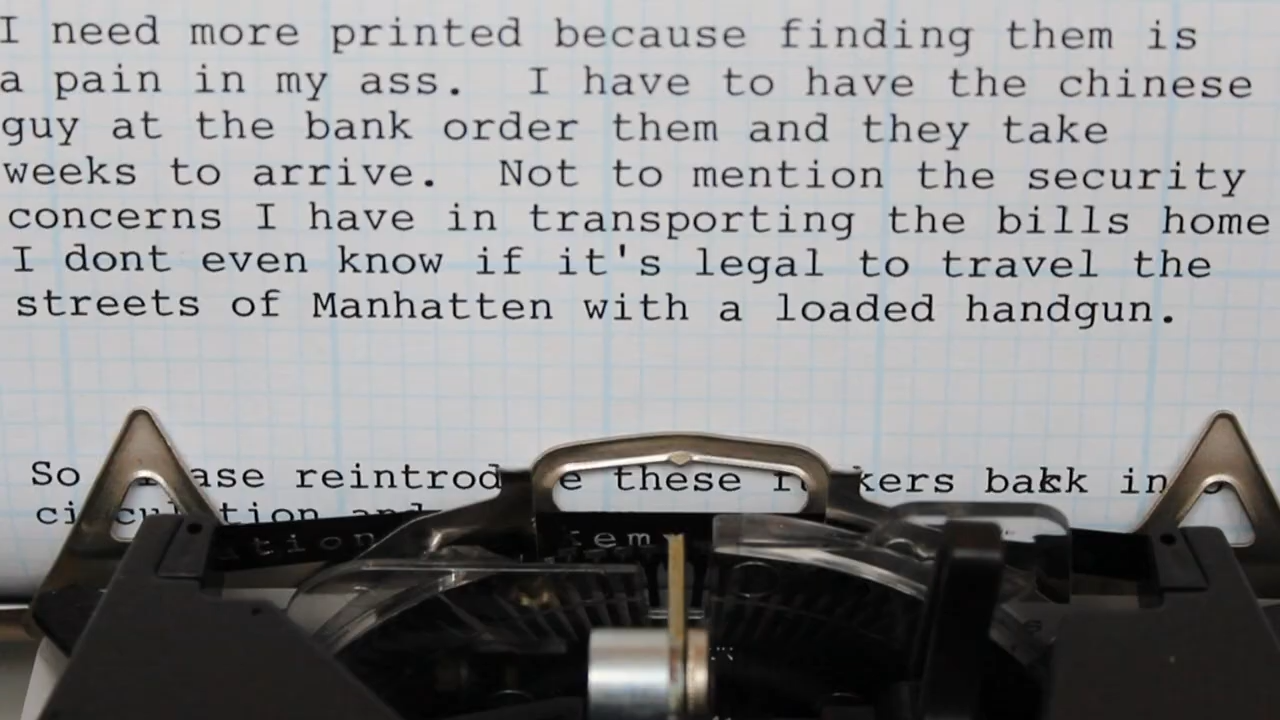 I need more printed because finding them is
a pain in my ass.  I have to have the chinese
guy at the bank order them and they take
weeks to arrive.  Not to mention the security
concerns I have in transporting the bills home
I dont even know if it's legal to travel the
streets of Manhatten with a loaded handgun.
So these in